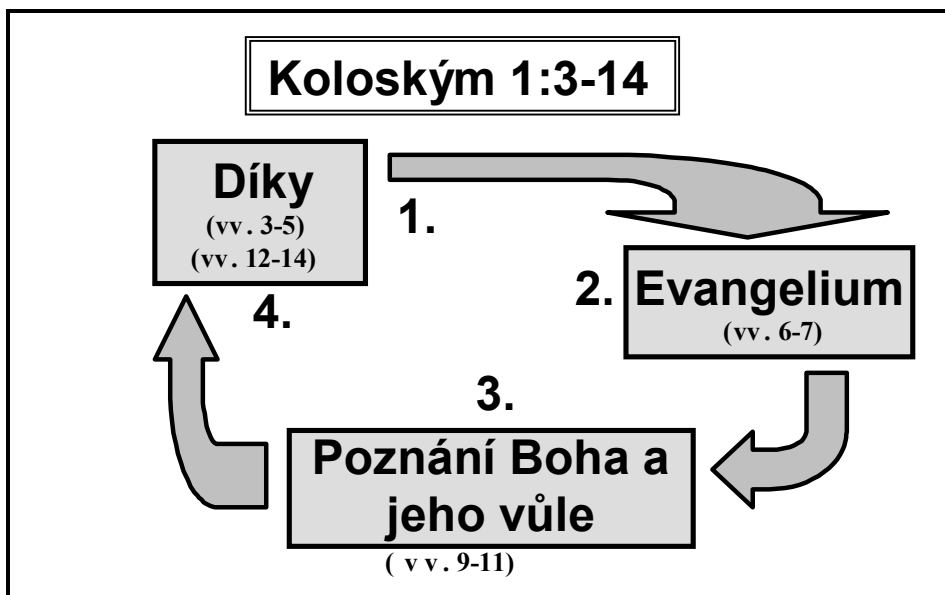 Koloským 1:3-14
Díky
(vv. 3-5)
(vv. 12-14)
1.
2.
Evangelium
(vv. 6-7)
3.
Poznání Boha a
jeho vůle
( v v. 9-11)
4.